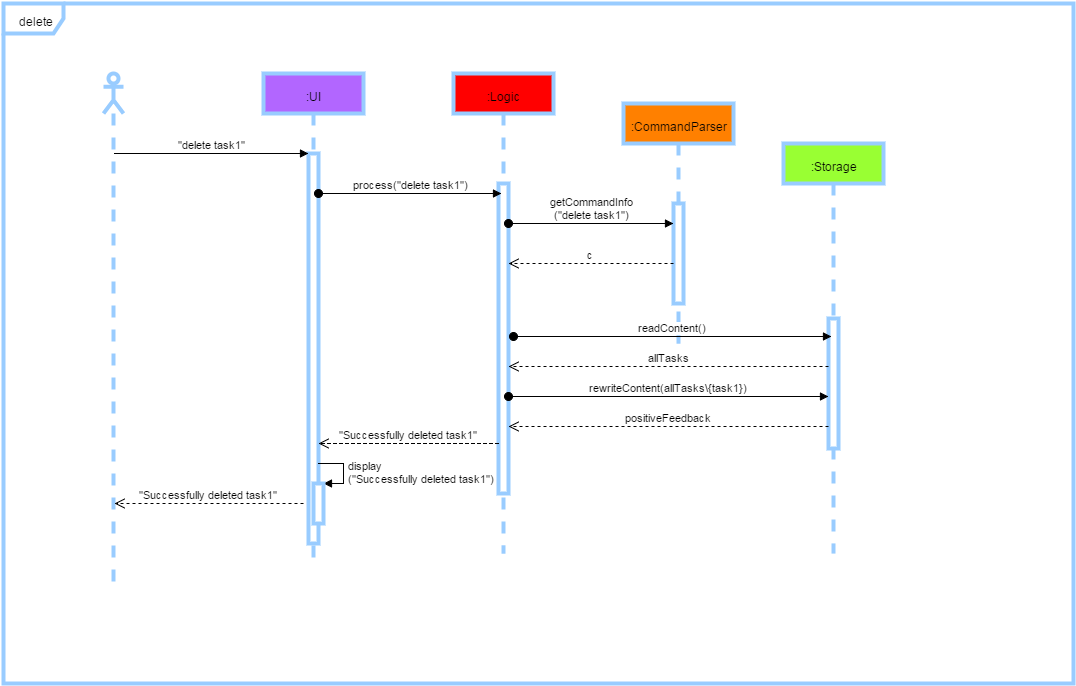 delete
:UI
:Logic
:CommandParser
:Storage
"delete task1"
process("delete task1")
getCommandInfo
("delete task1")
c
readContent()
allTasks
rewriteContent(allTasks\{task1})
positiveFeedback
"Successfully deleted task1"
display
("Successfully deleted task1")
"Successfully deleted task1"